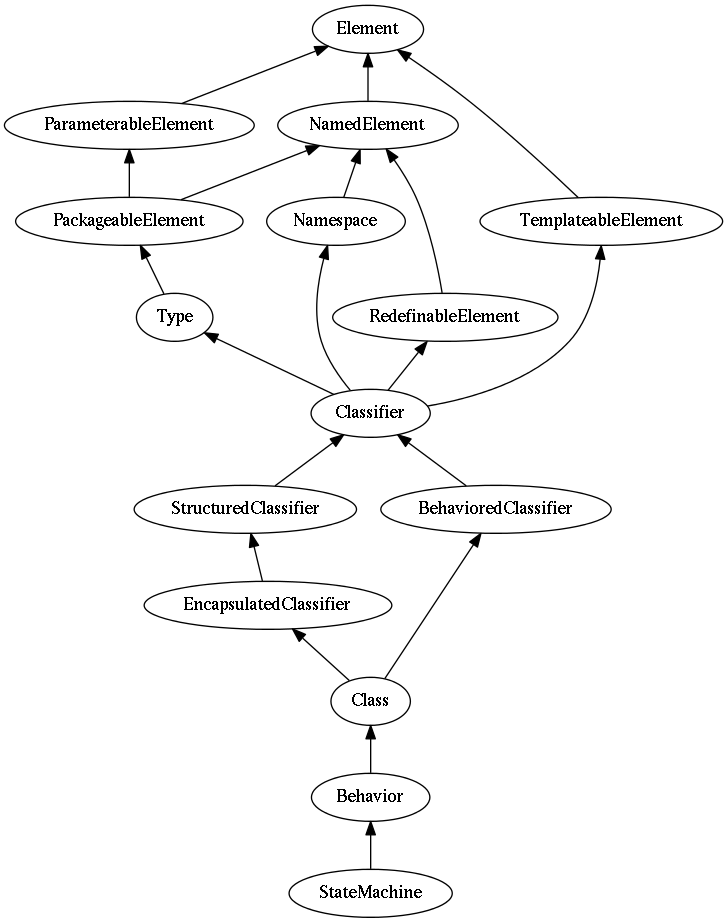 Element
ParameterableElement
NamedElement
PackageableElement
Namespace
TemplateableElement
Type
RedefinableElement
Classifier
StructuredClassifier
BehavioredClassifier
EncapsulatedClassifier
Class
Behavior
StateMachine